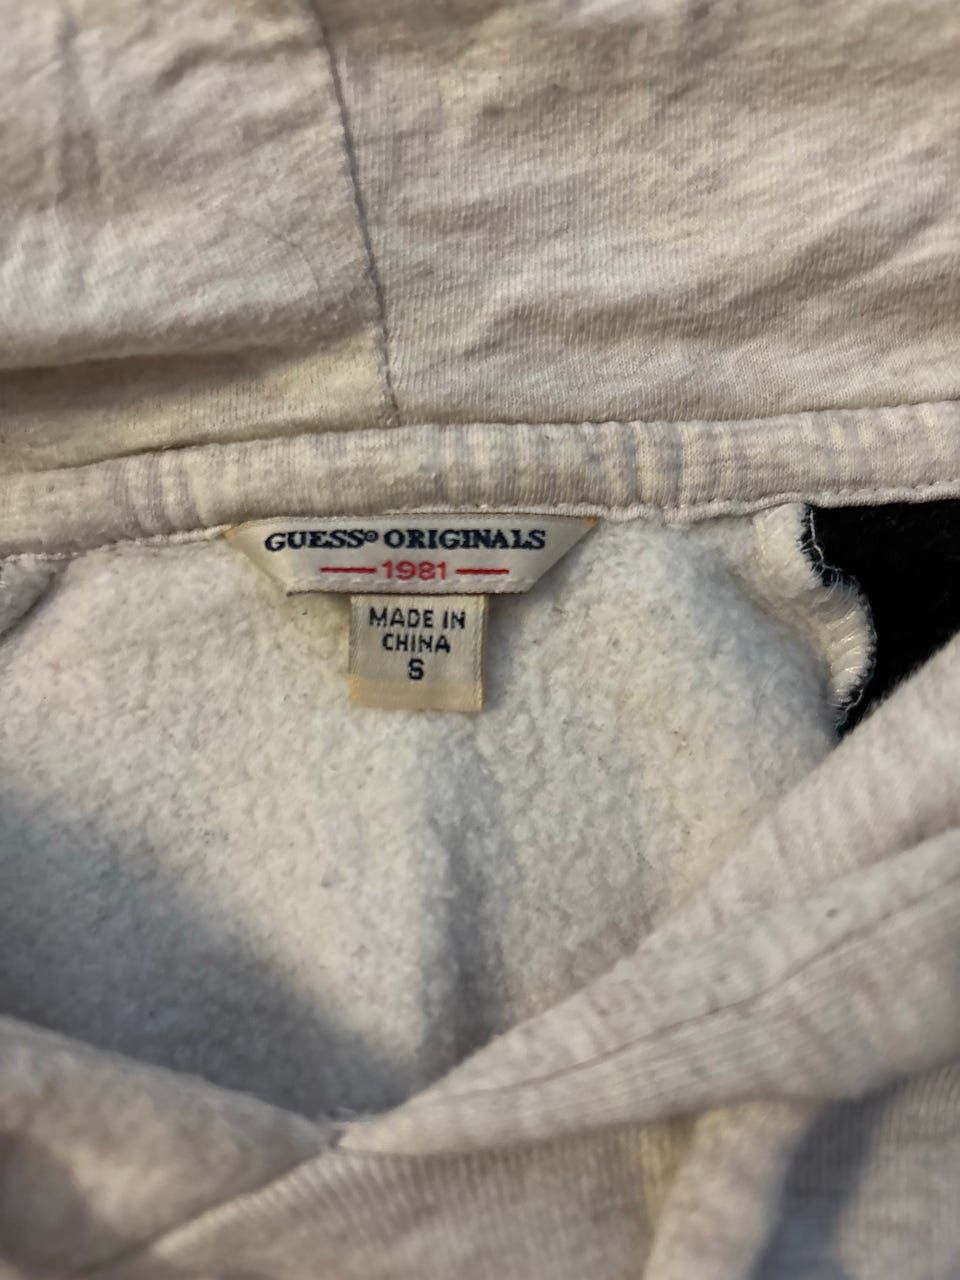 GUESS® ORIGINALS
1981
MADE IN
CHINA
S